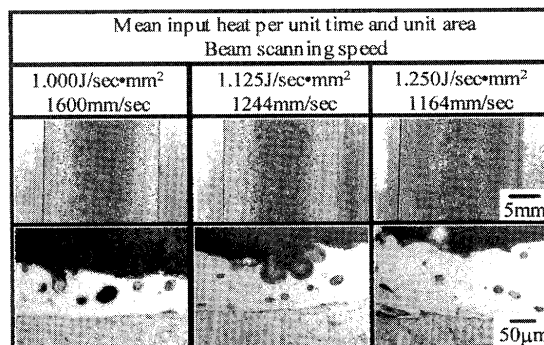 Mean input heat per unit time and unit area
Beam scanning speed
1.000J/sec•mm²
1600mm/sec
1.125J/sec•mm²
1244mm/sec
1.250J/sec•mm²
1164mm/sec
5mm
50μm